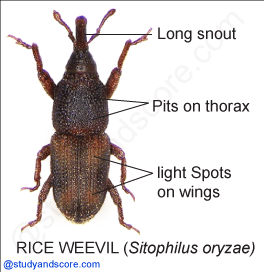 Long snout
Pits on thorax
light Spots
on wings
RICE WEEVIL (Sitophilus oryzae)
@studyandscore.com